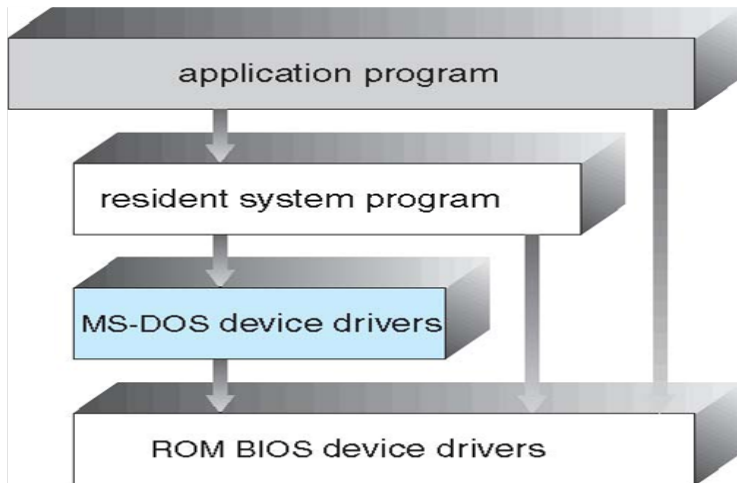 application program
resident system program
MS-DOS device drivers
ROM BIOS device drivers